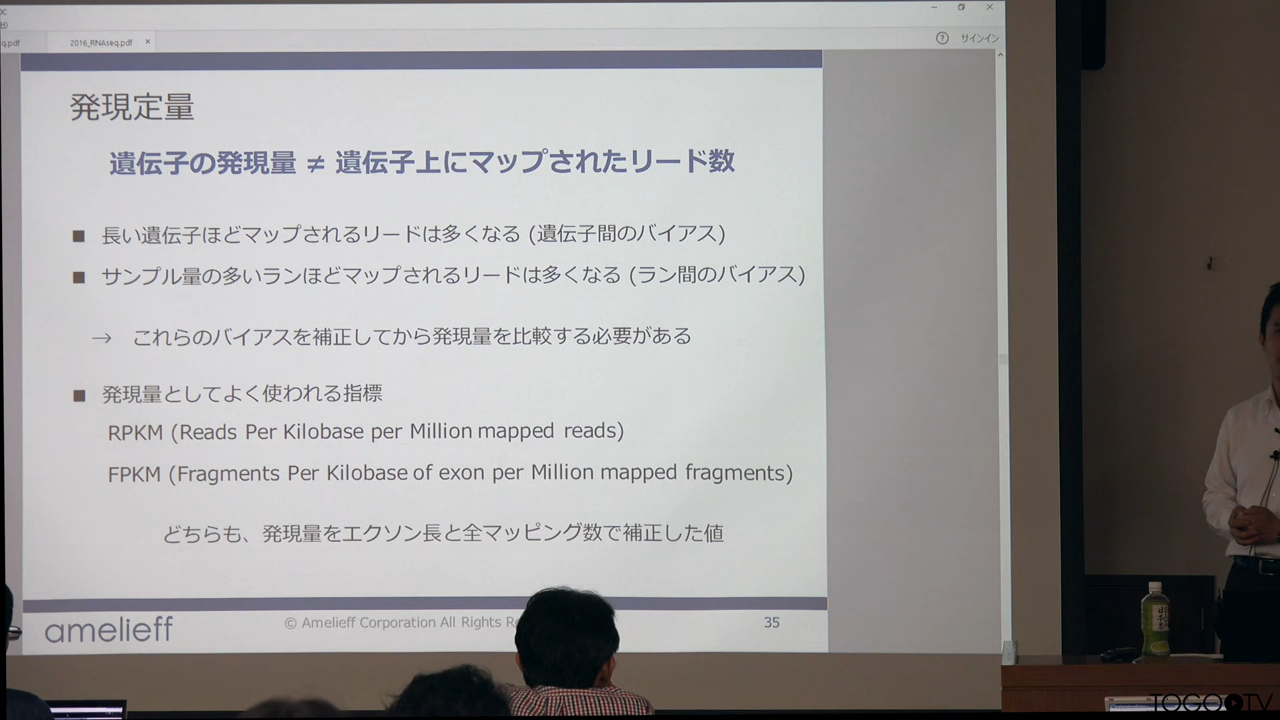 q.pdf
2016_RNAseq.pdf ×
サインイン
発現定量
遺伝子の発現量 ≠ 遺伝子上にマップされたリード数
■ 長い遺伝子ほどマップされるリードは多くなる (遺伝子間のバイアス)
■ サンプル量の多いランほどマップされるリードは多くなる (ラン間のバイアス)
→ これらのバイアスを補正してから発現量を比較する必要がある
■ 発現量としてよく使われる指標
RPKM (Reads Per Kilobase per Million mapped reads)
FPKM (Fragments Per Kilobase of exon per Million mapped fragments)
どちらも、発現量をエクソン長と全マッピング数で補正した値
amelieff
© Amelieff Corporation All Rights
35
TOGOTV